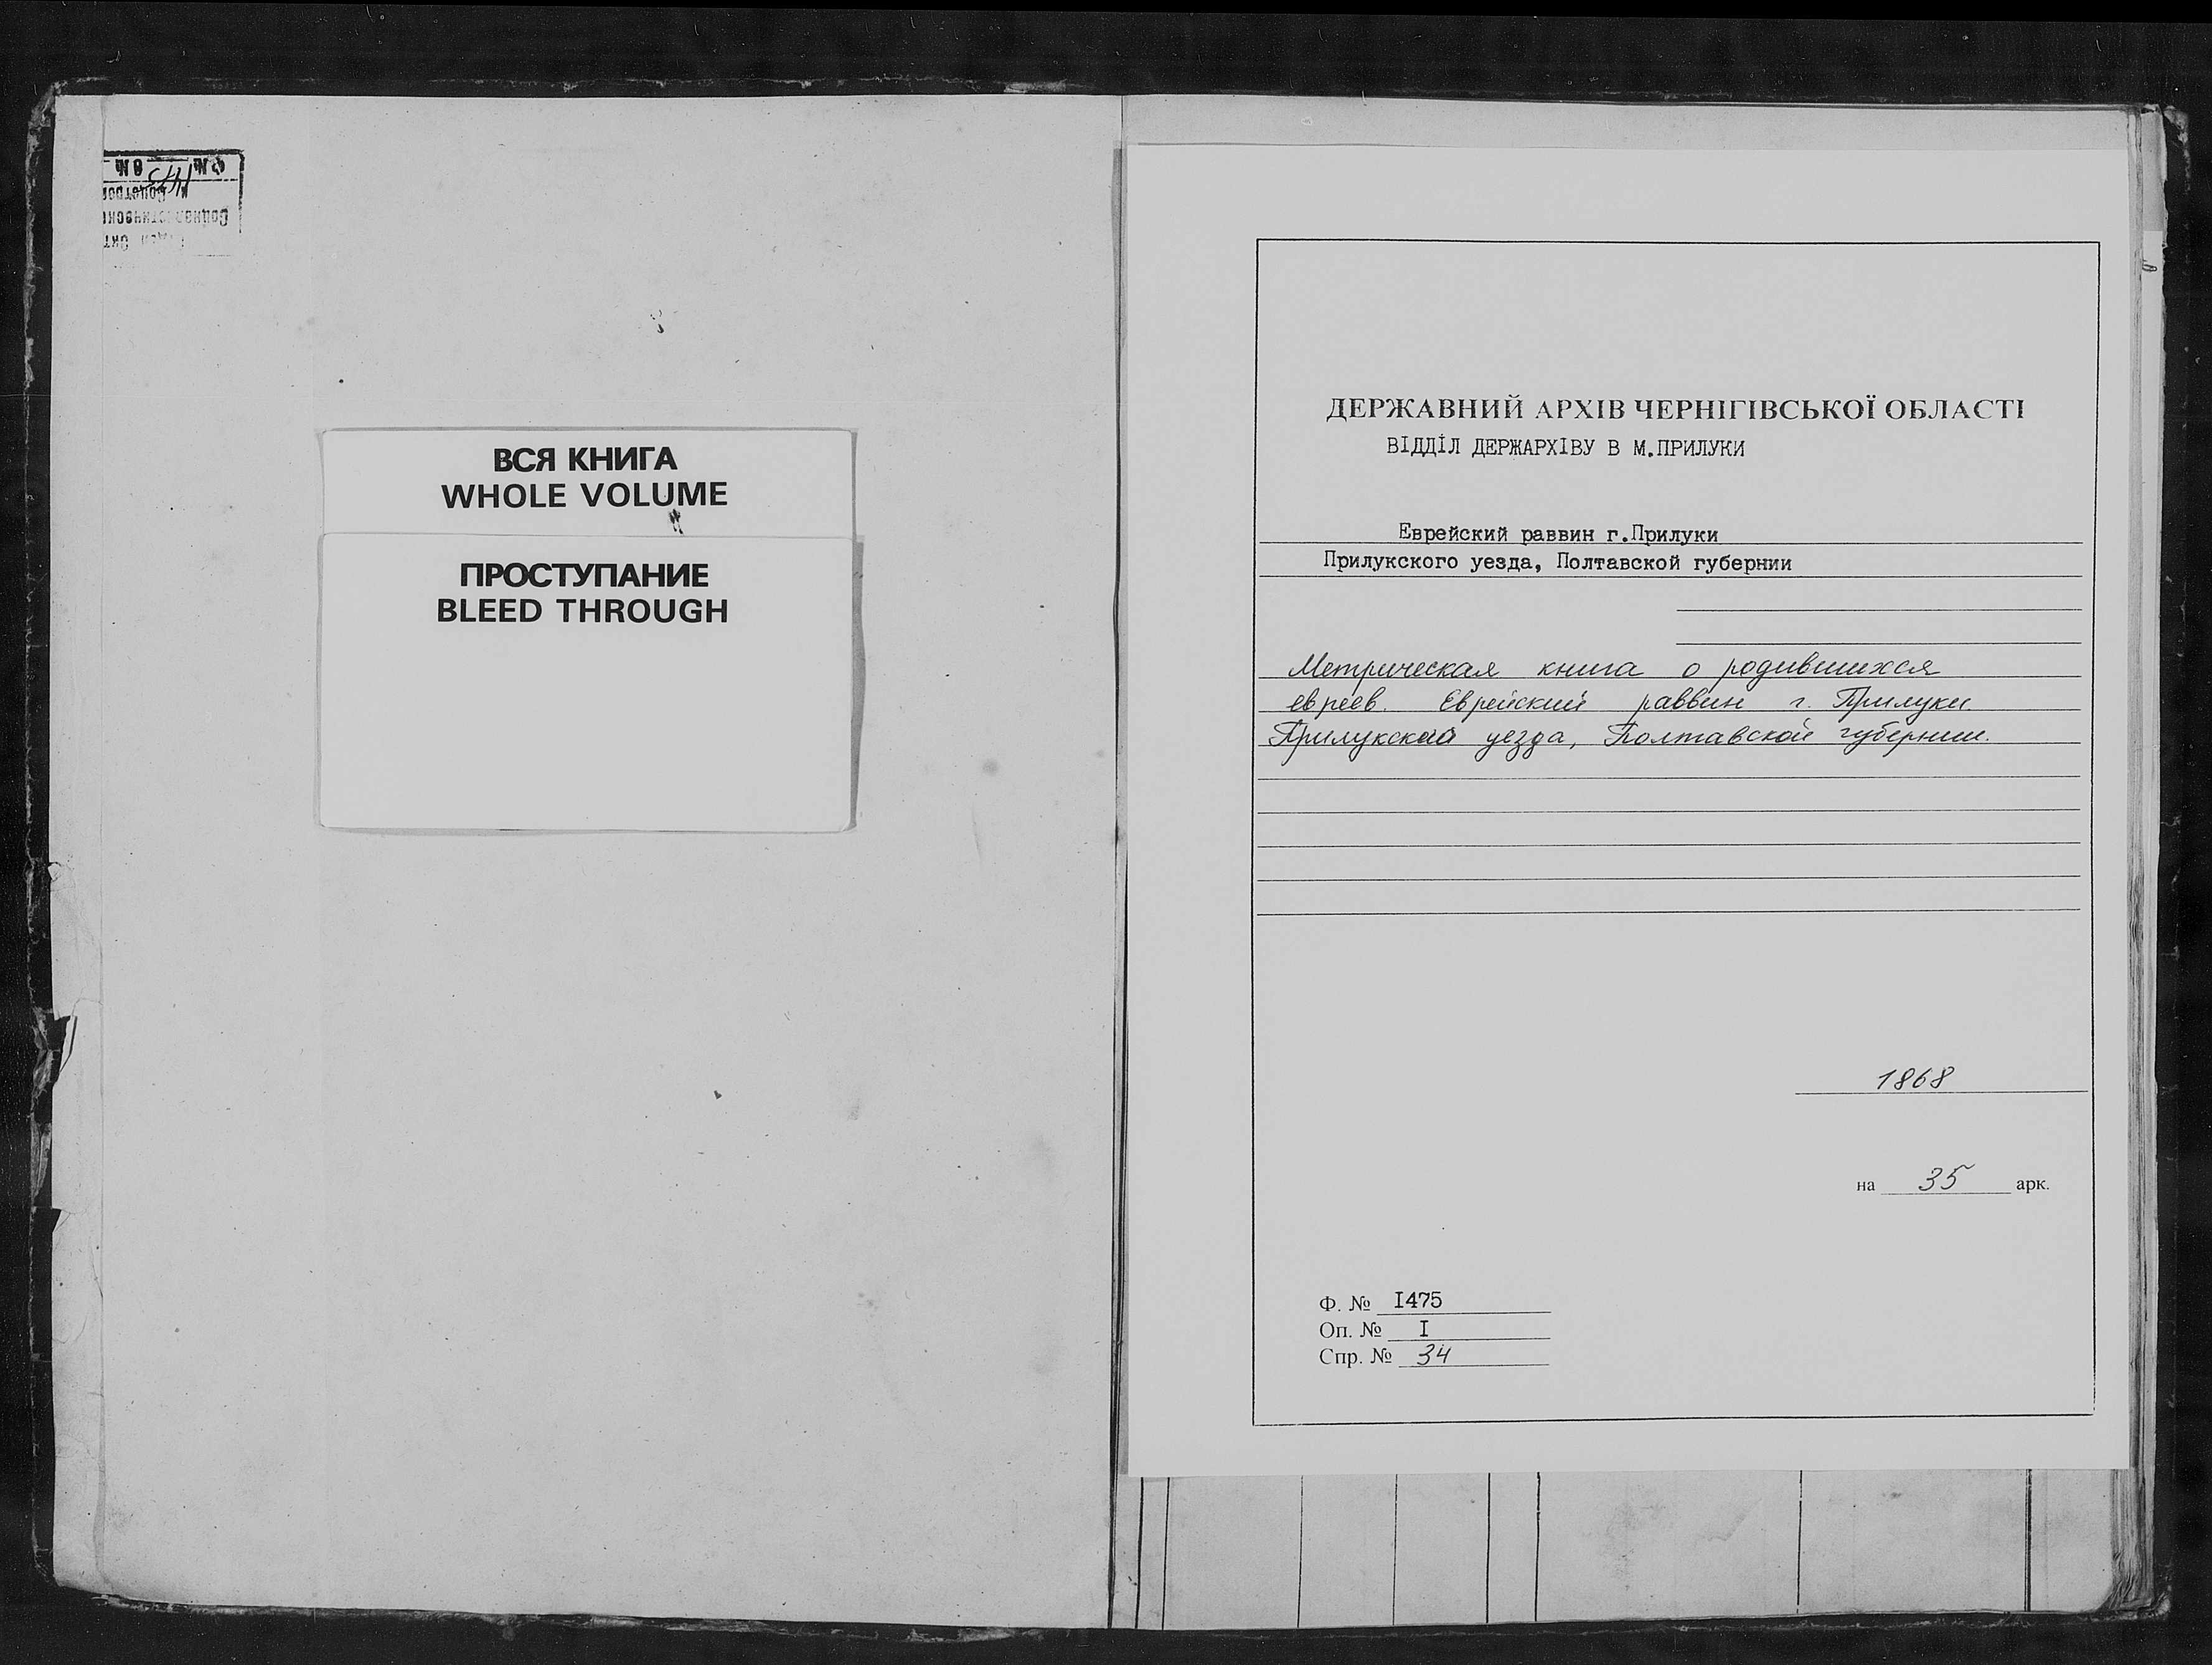 ВСЯ КНИГА
WHOLE VOLUME
ПРОСТУПАНИЕ
BLEED THROUGH
ДЕРЖАВНИЙ АРХІВ ЧЕРНІГІВСЬКОЇ ОБЛАСТІ
ВІДДІЛ ДЕРЖАРХІВУ В М.ПРИЛУКИ
Еврейский раввин г.Прилуки
Прилукского уезда, Полтавской губернии
Метрическая книга о родившихся
евреев. Еврейский раввин г. Прилуки
Прилукский уезда, Полтавской губернии.
1868
на 35 арк.
Ф. № I475
Оп. № I
Спр. № 34